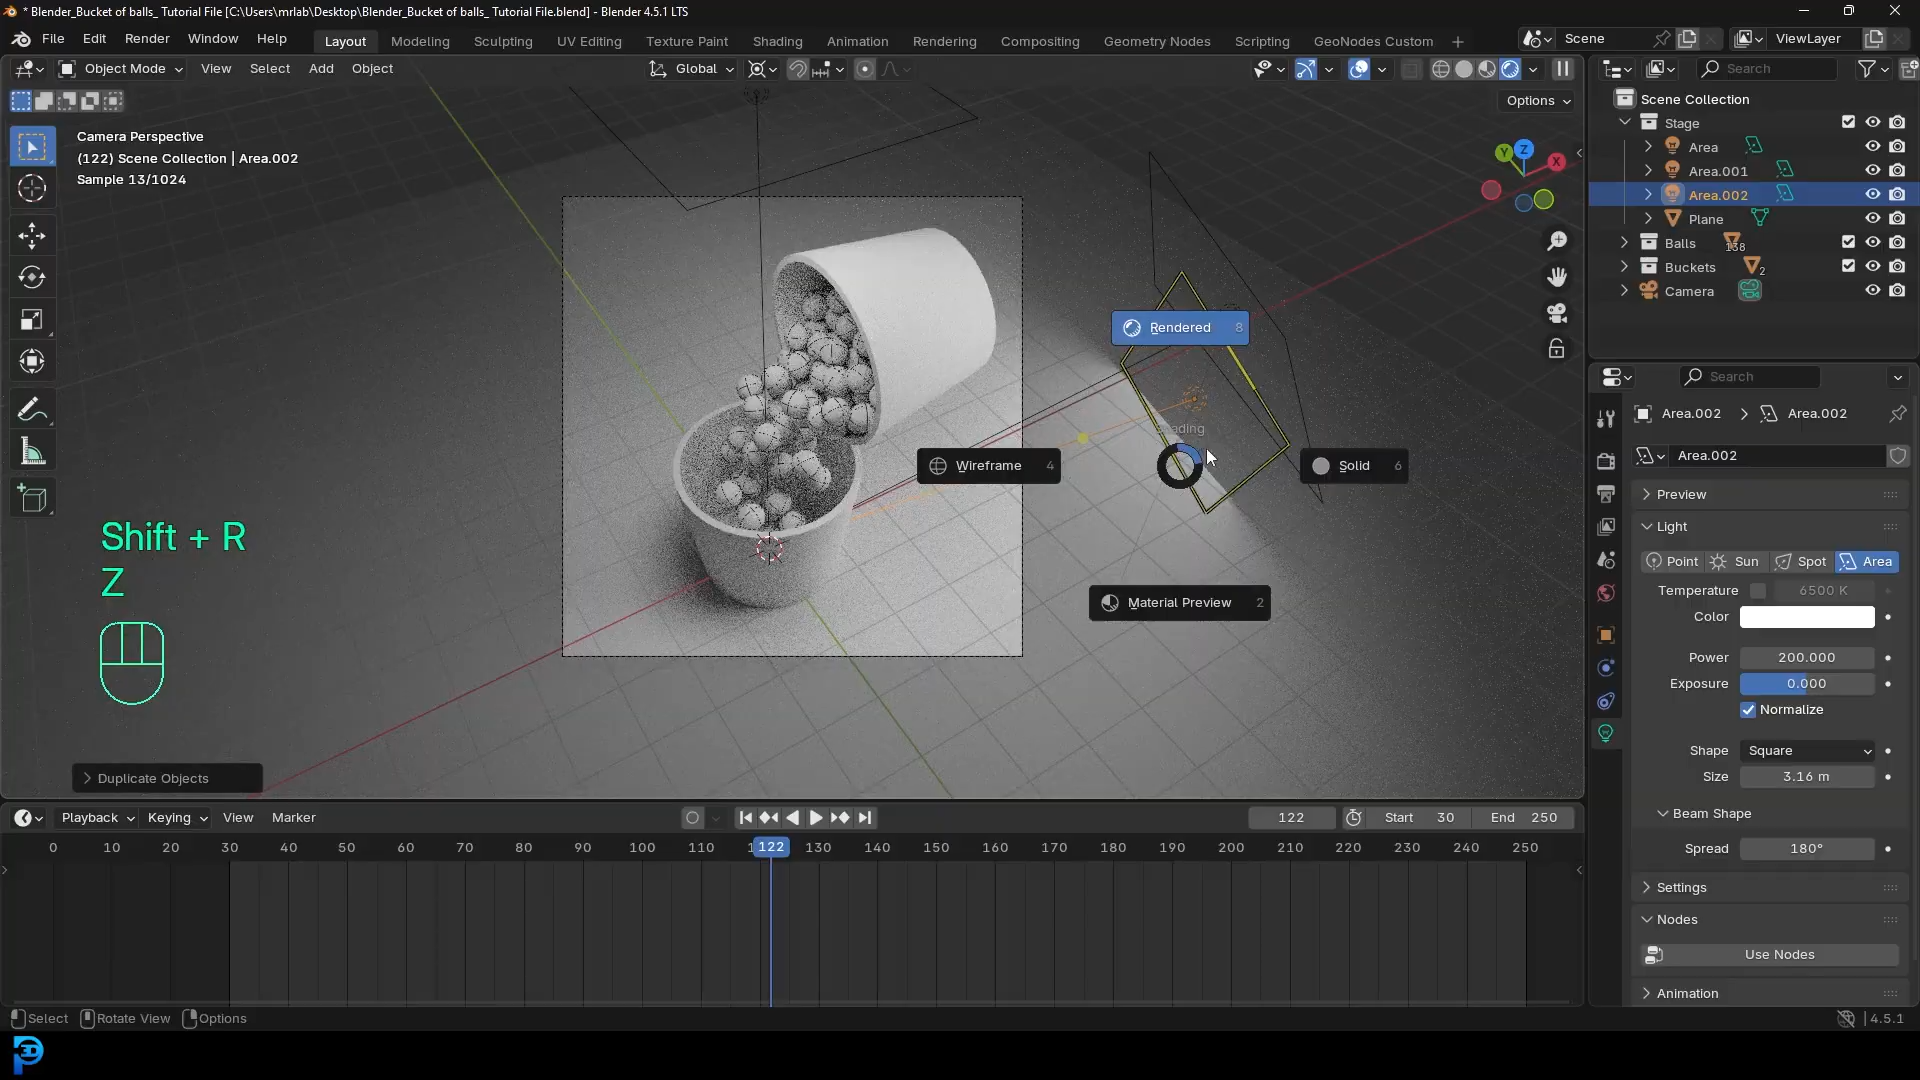 * Blender_Bucket of balls_ Tutorial File [C:\Users\mrlab\Desktop\Blender_Bucket of balls_ Tutorial File.blend] - Blender 4.5.1 LTS
File Edit Render Window Help Layout Modeling Sculpting UV Editing Texture Paint Shading Animation Rendering Compositing Geometry Nodes Scripting GeoNodes Custom + Scene ViewLayer
Object Mode View Select Add Object Global Search
Options
Camera Perspective
(122) Scene Collection | Area.002
Sample 13/1024
Scene Collection
Stage
Area
Area.001
Area.002
Plane
Balls 138
Buckets 2
Camera
Y Z X
Rendered 8
Shading
Wireframe 4
Solid 6
Material Preview 2
Shift + R
Z
Duplicate Objects
Search
Area.002 Area.002
Area.002
Preview
Light
Point Sun Spot Area
Temperature 6500 K
Color
Power 200.000
Exposure 0.000
Normalize
Shape Square
Size 3.16 m
Beam Shape
Spread 180°
Settings
Nodes
Use Nodes
Animation
Playback Keying View Marker 122 Start 30 End 250
0 10 20 30 40 50 60 70 80 90 100 110 122 130 140 150 160 170 180 190 200 210 220 230 240 250
Select Rotate View Options 4.5.1